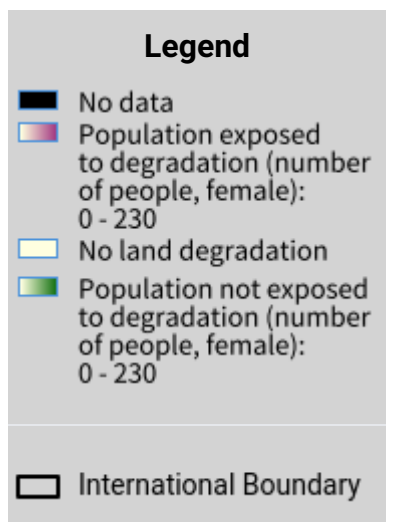 Legend
No data
Population exposed
to degradation (number
of people, female):
0 - 230
No land degradation
Population not exposed
to degradation (number
of people, female):
0 - 230
International Boundary